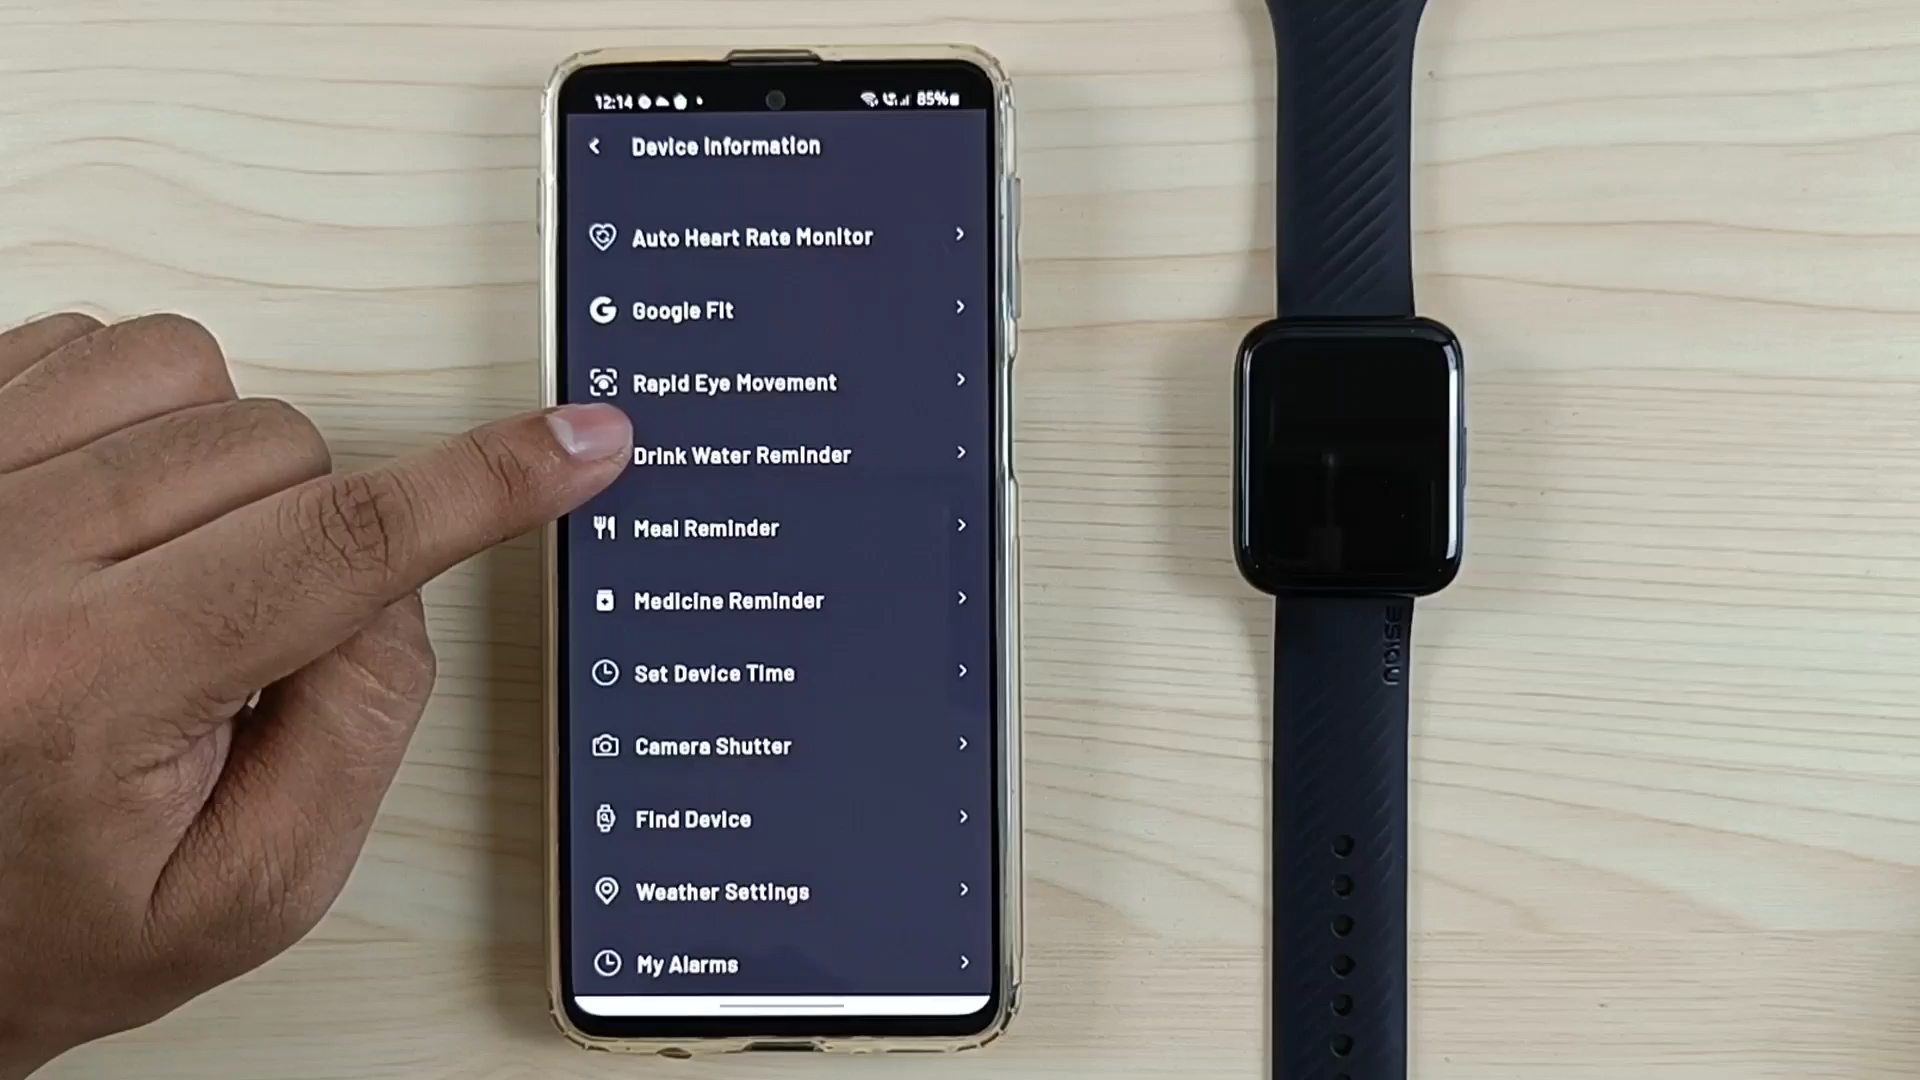 12:14
85%
Device Information
Auto Heart Rate Monitor
Google Fit
Rapid Eye Movement
Drink Water Reminder
Meal Reminder
Medicine Reminder
Set Device Time
Camera Shutter
Find Device
Weather Settings
My Alarms
NOISE